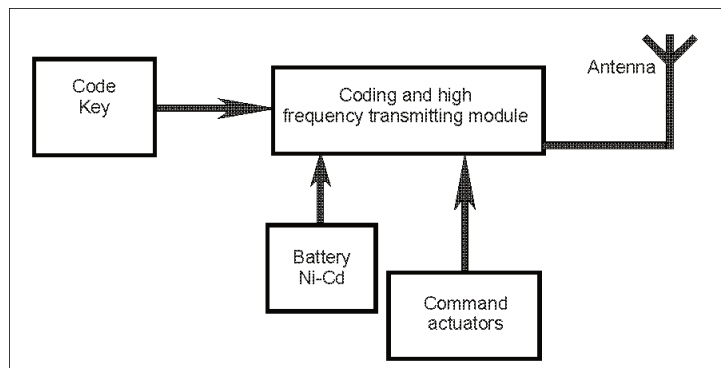 Code
Key
Coding and high
frequency transmitting module
Antenna
Battery
Ni-Cd
Command
actuators